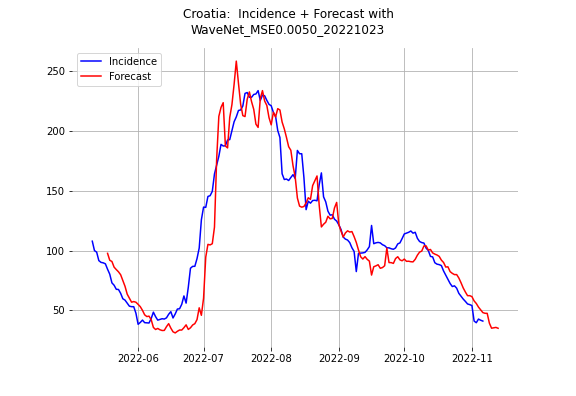 Croatia:  Incidence + Forecast with
WaveNet_MSE0.0050_20221023
Incidence
Forecast
250
200
150
100
50
2022-06
2022-07
2022-08
2022-09
2022-10
2022-11